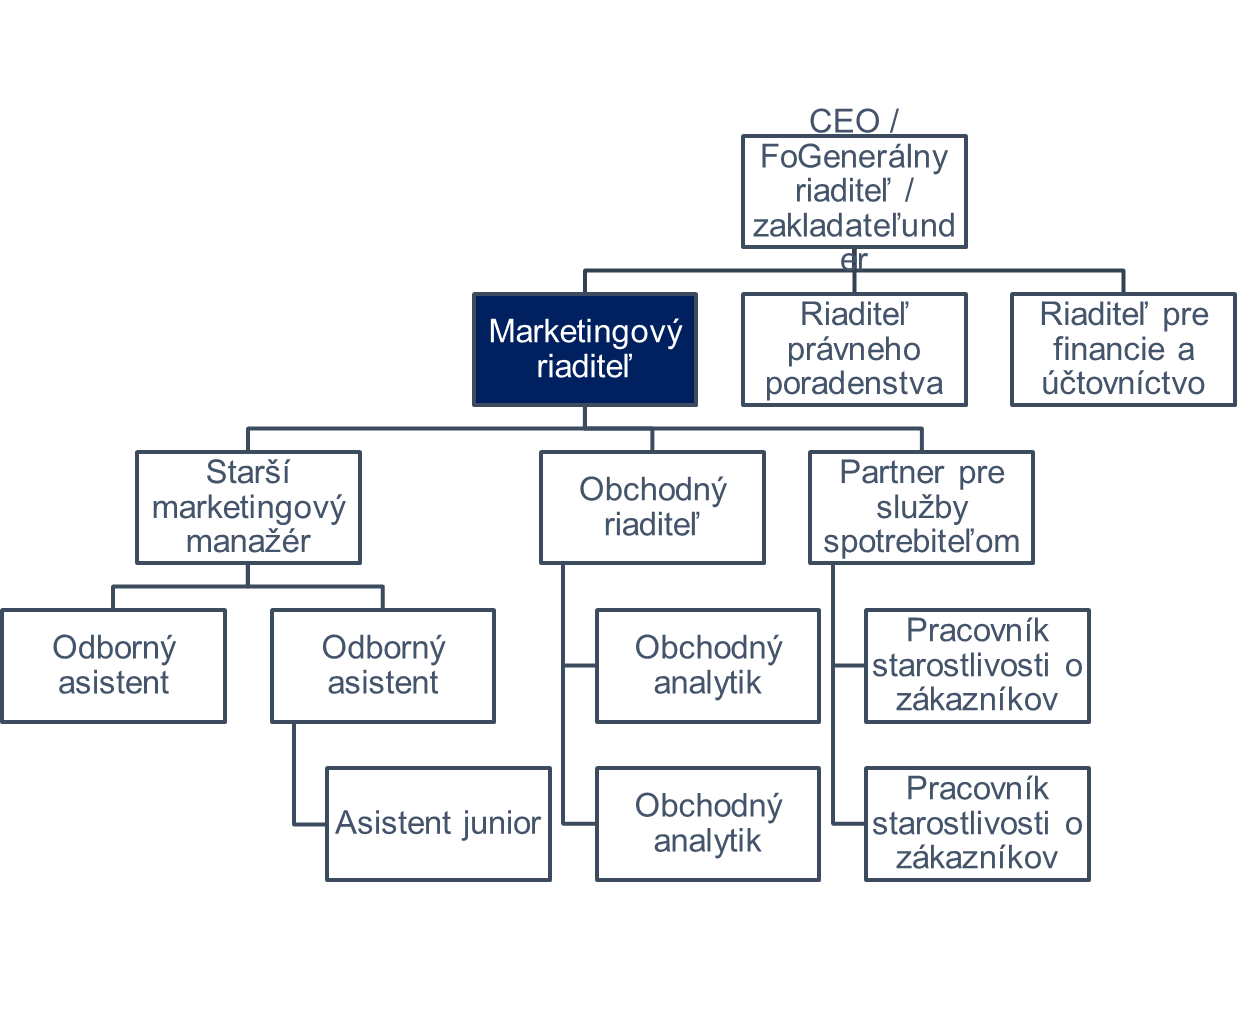 CEO /
FoGenerálny
riaditeľ /
zakladateľund
er
Marketingový
riaditeľ
Riaditeľ
právneho
poradenstva
Riaditeľ pre
financie a
účtovníctvo
Starší
marketingový
manažér
Obchodný
riaditeľ
Partner pre
služby
spotrebiteľom
Odborný
asistent
Odborný
asistent
Obchodný
analytik
Pracovník
starostlivosti o
zákazníkov
Asistent junior
Obchodný
analytik
Pracovník
starostlivosti o
zákazníkov